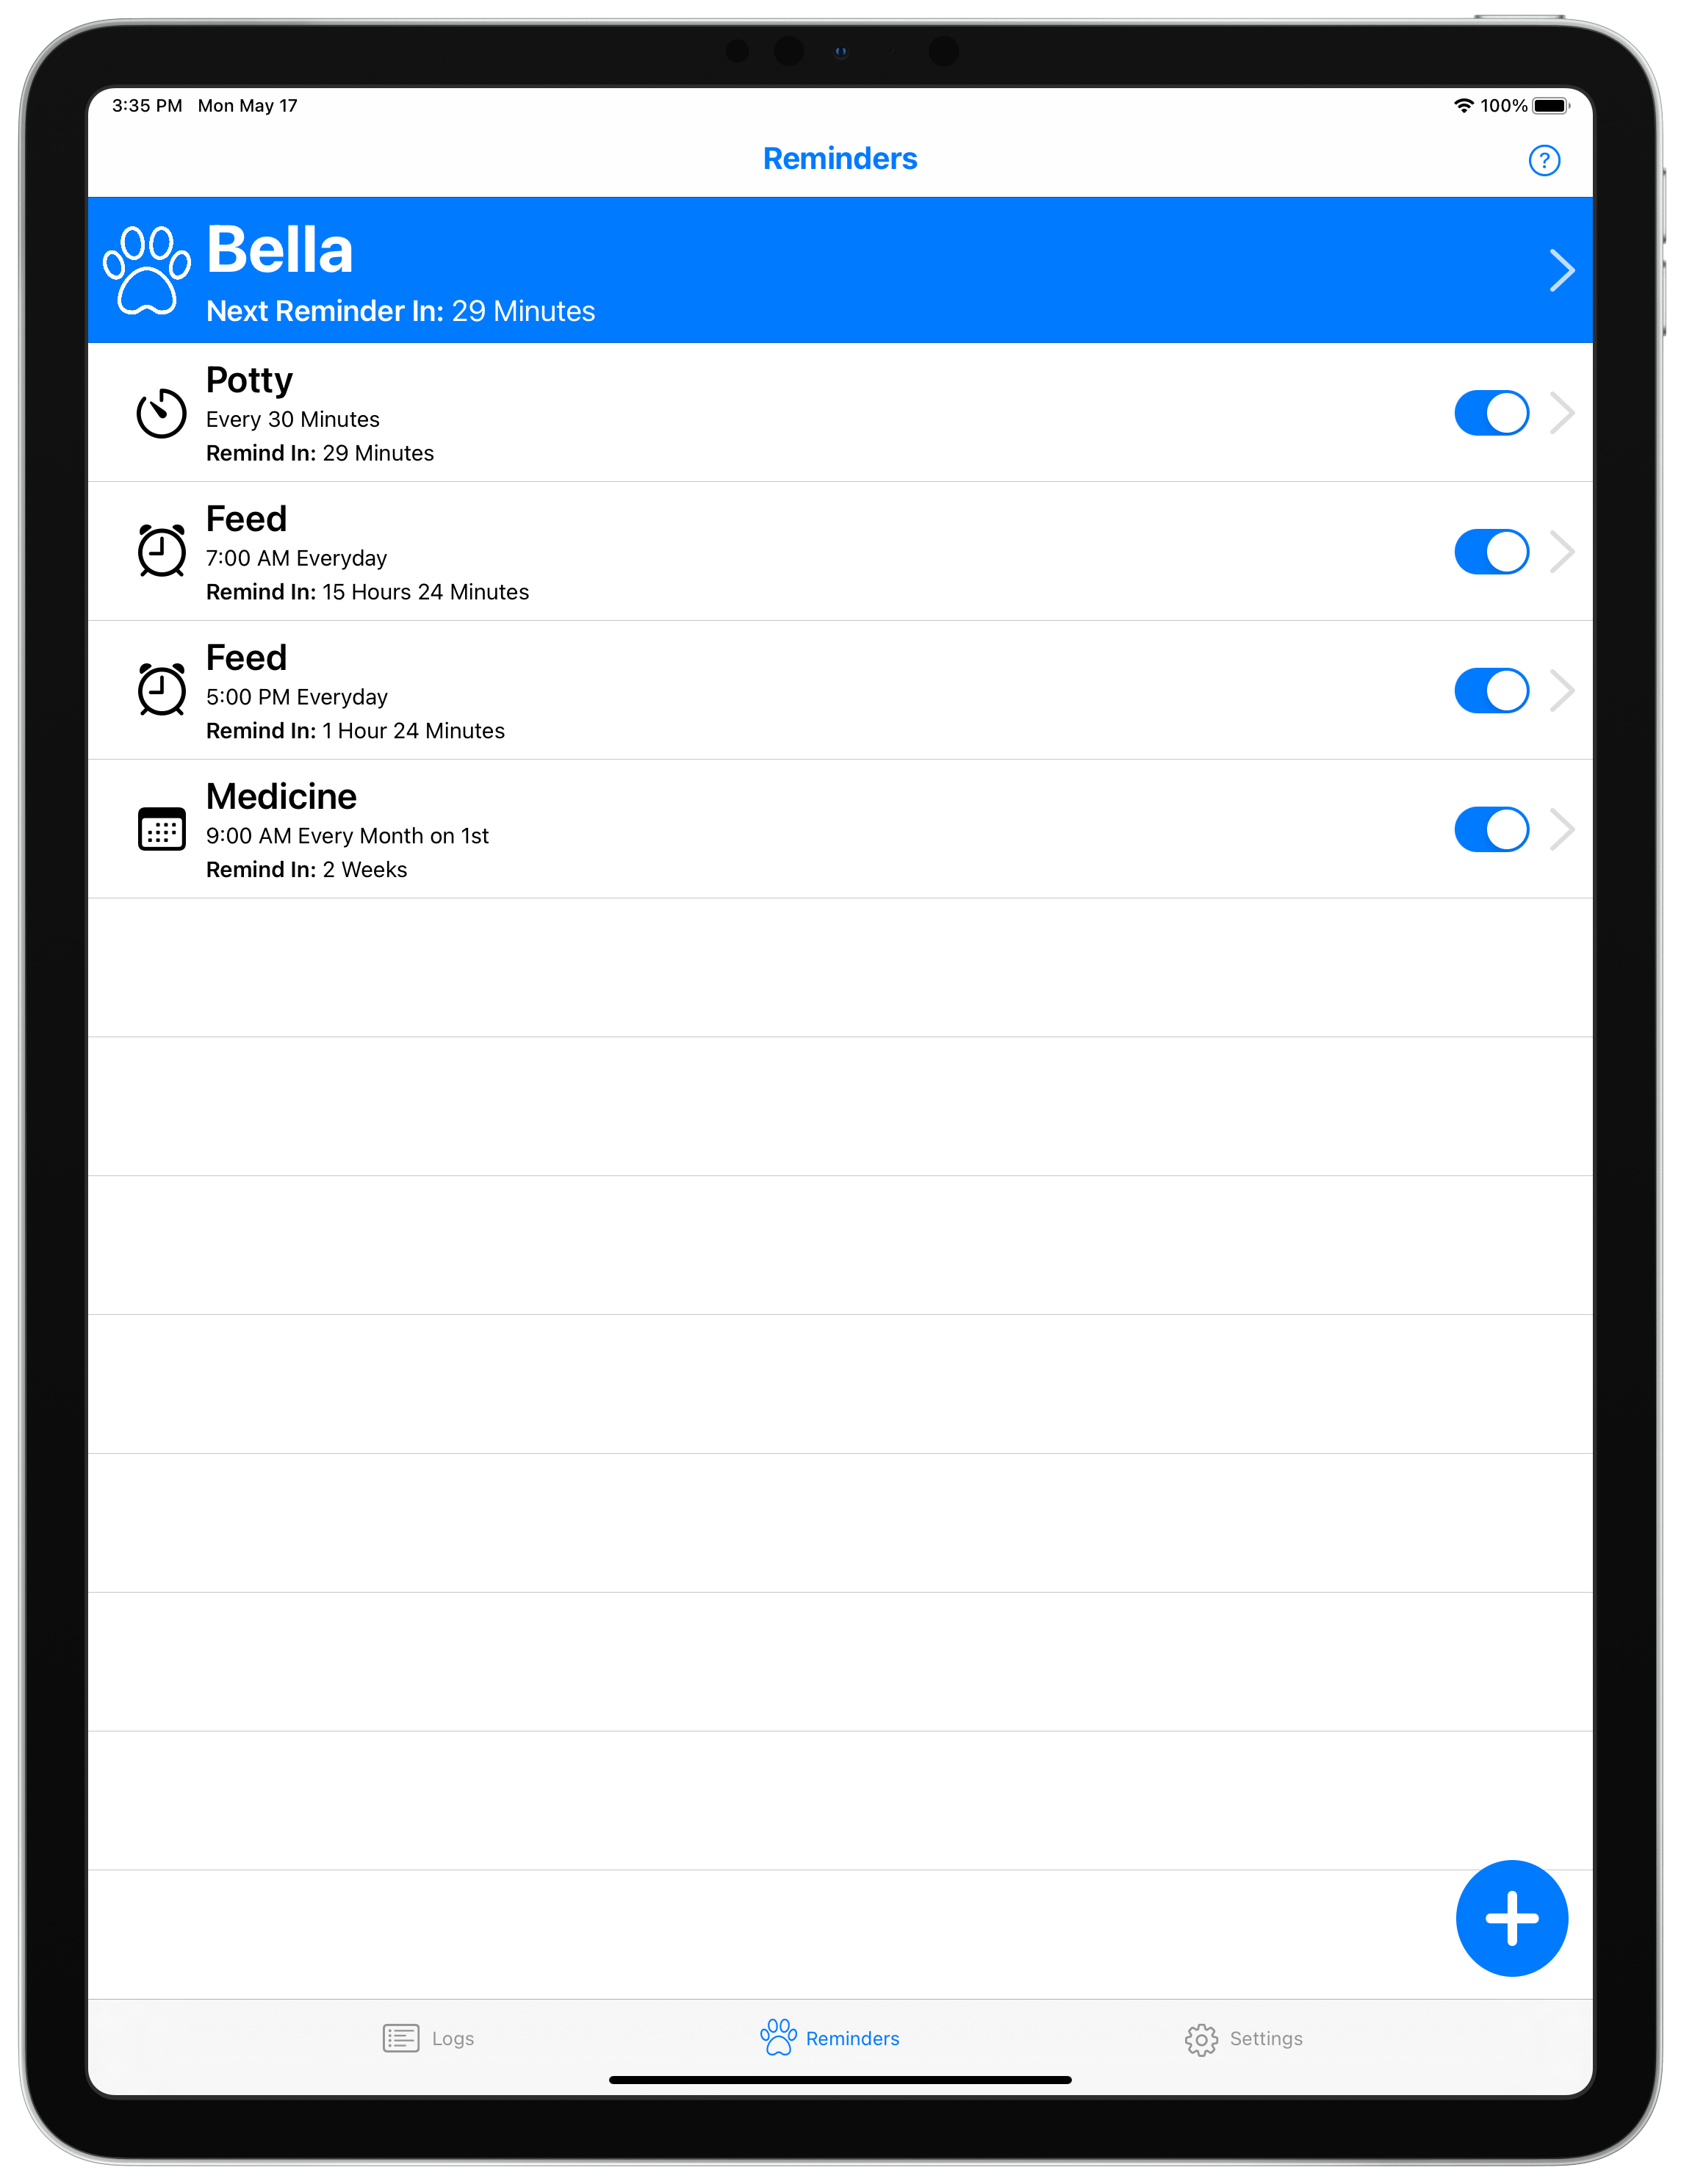 3:35 PM Mon May 17 100%
Reminders ?
Bella
Next Reminder In: 29 Minutes
Potty
Every 30 Minutes
Remind In: 29 Minutes
Feed
7:00 AM Everyday
Remind In: 15 Hours 24 Minutes
Feed
5:00 PM Everyday
Remind In: 1 Hour 24 Minutes
Medicine
9:00 AM Every Month on 1st
Remind In: 2 Weeks
Logs Reminders Settings